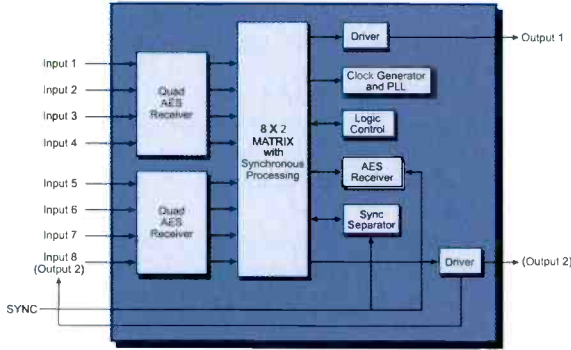 Driver
Output 1
Input 1
Input 2
Input 3
Input 4
Quad
AES
Receiver
Clock Generator
and PLL
8 X 2
MATRIX
with
Synchronous
Processing
Logic
Control
AES
Receiver
Input 5
Input 6
Input 7
Input 8
(Output 2)
Quad
AES
Receiver
Sync
Separator
Driver
(Output 2)
SYNC